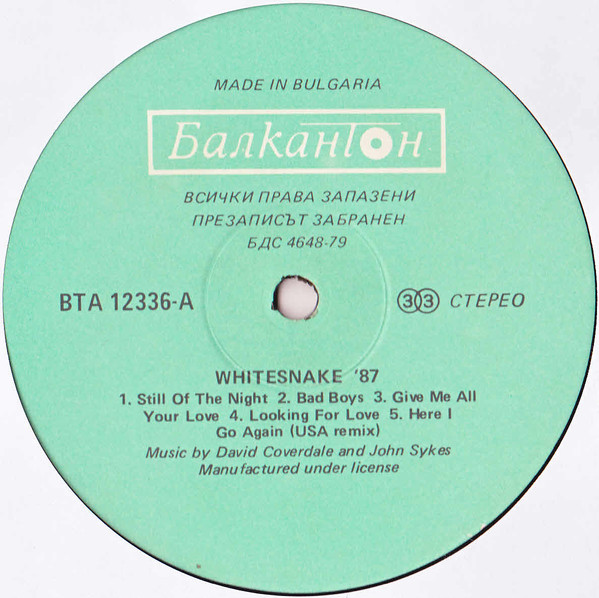 MADE IN BULGARIA
БалканТон
ВСИЧКИ ПРАВА ЗАПАЗЕНИ
ПРЕЗАПИСЪТ ЗАБРАНЕН
БДС 4648-79
ВТА 12336-А
33 СТЕРЕО
WHITESNAKE '87
1. Still Of The Night 2. Bad Boys 3. Give Me All
Your Love 4. Looking For Love 5. Here I
Go Again (USA remix)
Music by David Coverdale and John Sykes
Manufactured under license